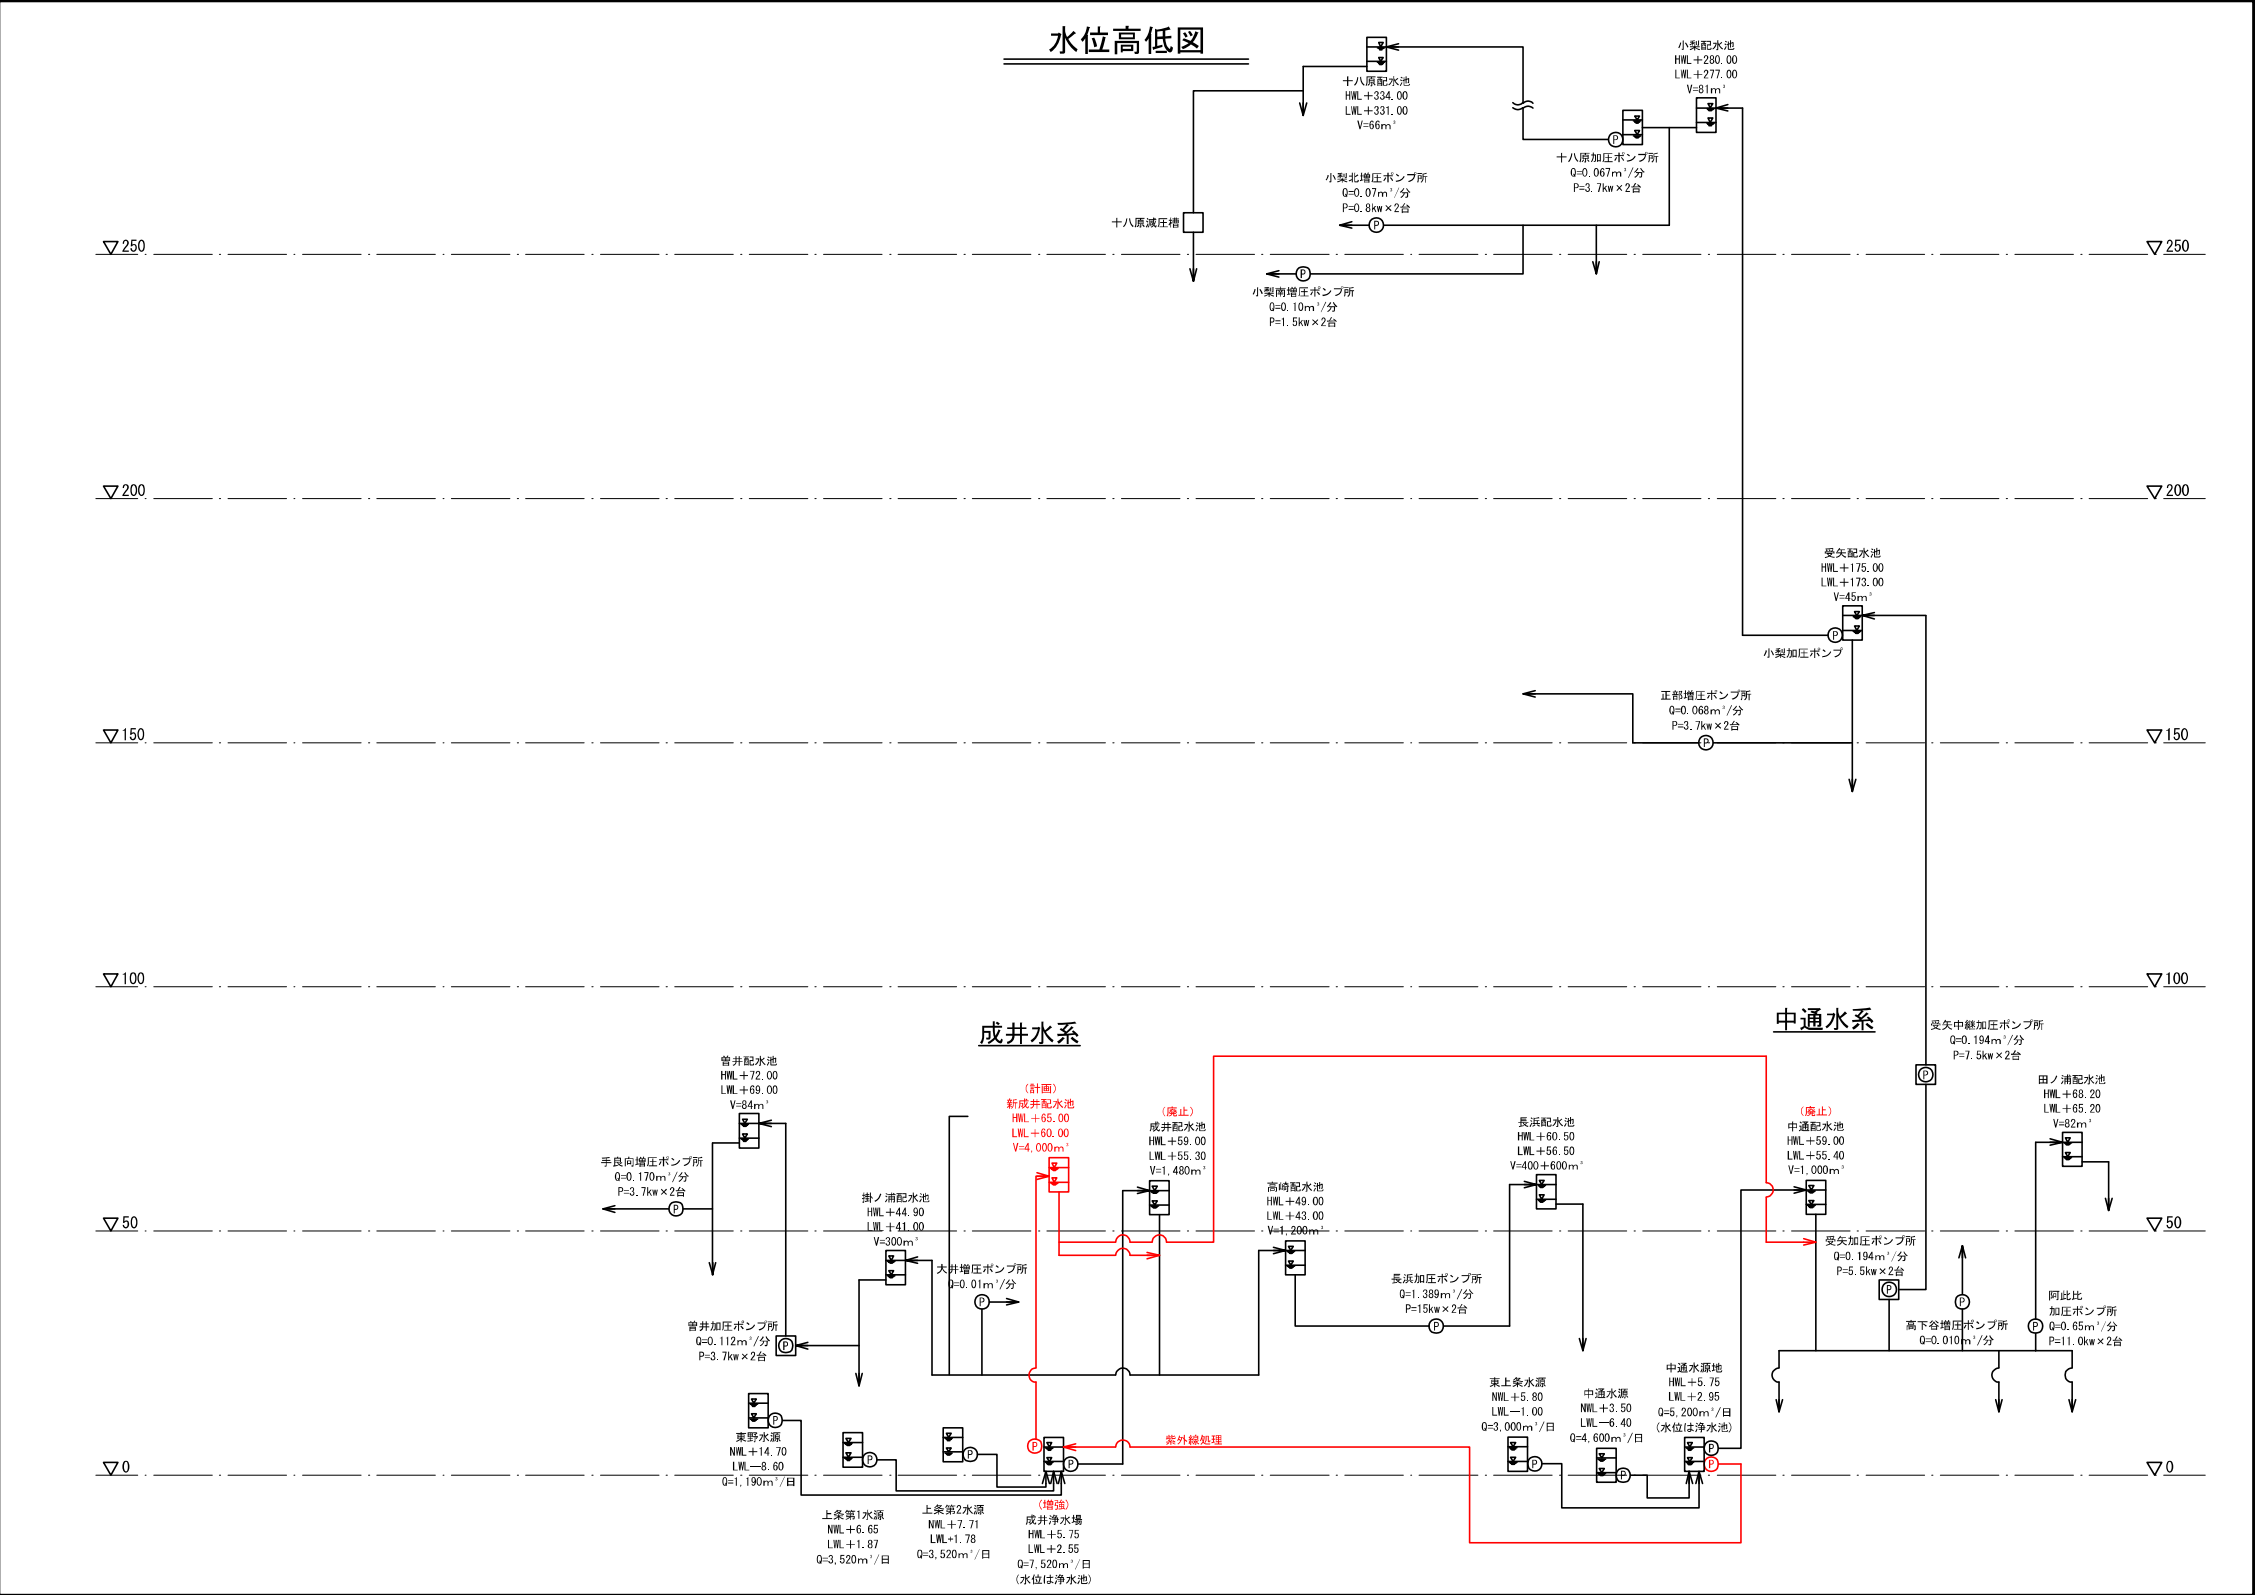 水位高低図
十八原配水池
HWL+334.00
LWL+331.00
V=66m³
小梨配水池
HWL+280.00
LWL+277.00
V=81m³
P
十八原加圧ポンプ所
Q=0.067m³/分
P=3.7kw×2台
小梨北増圧ポンプ所
Q=0.07m³/分
P=0.8kw×2台
P
十八原減圧槽
▽250
▽250
P
小梨南増圧ポンプ所
Q=0.10m³/分
P=1.5kw×2台
▽200
▽200
受矢配水池
HWL+175.00
LWL+173.00
V=45m³
P
小梨加圧ポンプ
正部増圧ポンプ所
Q=0.068m³/分
P=3.7kw×2台
P
▽150
▽150
▽100
▽100
成井水系
中通水系
受矢中継加圧ポンプ所
Q=0.194m³/分
P=7.5kw×2台
P
曽井配水池
HWL+72.00
LWL+69.00
V=84m³
(計画)
新成井配水池
HWL+65.00
LWL+60.00
V=4,000m³
(廃止)
成井配水池
HWL+59.00
LWL+55.30
V=1,480m³
長浜配水池
HWL+60.50
LWL+56.50
V=400+600m³
(廃止)
中通配水池
HWL+59.00
LWL+55.40
V=1,000m³
田ノ浦配水池
HWL+68.20
LWL+65.20
V=82m³
手良向増圧ポンプ所
Q=0.170m³/分
P=3.7kw×2台
P
掛ノ浦配水池
HWL+44.90
LWL+41.00
V=300m³
高崎配水池
HWL+49.00
LWL+43.00
V=1,200m³
▽50
▽50
大井増圧ポンプ所
Q=0.01m³/分
P
長浜加圧ポンプ所
Q=1.389m³/分
P=15kw×2台
P
受矢加圧ポンプ所
Q=0.194m³/分
P=5.5kw×2台
P
P
高下谷増圧ポンプ所
Q=0.010m³/分
阿此比
加圧ポンプ所
Q=0.65m³/分
P=11.0kw×2台
P
曽井加圧ポンプ所
Q=0.112m³/分
P=3.7kw×2台
P
P
東野水源
NWL+14.70
LWL−8.60
Q=1,190m³/日
東上条水源
NWL+5.80
LWL−1.00
Q=3,000m³/日
P
中通水源
NWL+3.50
LWL−6.40
Q=4,600m³/日
P
中通水源地
HWL+5.75
LWL+2.95
Q=5,200m³/日
(水位は浄水池)
P
P
紫外線処理
▽0
▽0
P
上条第1水源
NWL+6.65
LWL+1.87
Q=3,520m³/日
P
上条第2水源
NWL+7.71
LWL+1.78
Q=3,520m³/日
P
P
(増強)
成井浄水場
HWL+5.75
LWL+2.55
Q=7,520m³/日
(水位は浄水池)